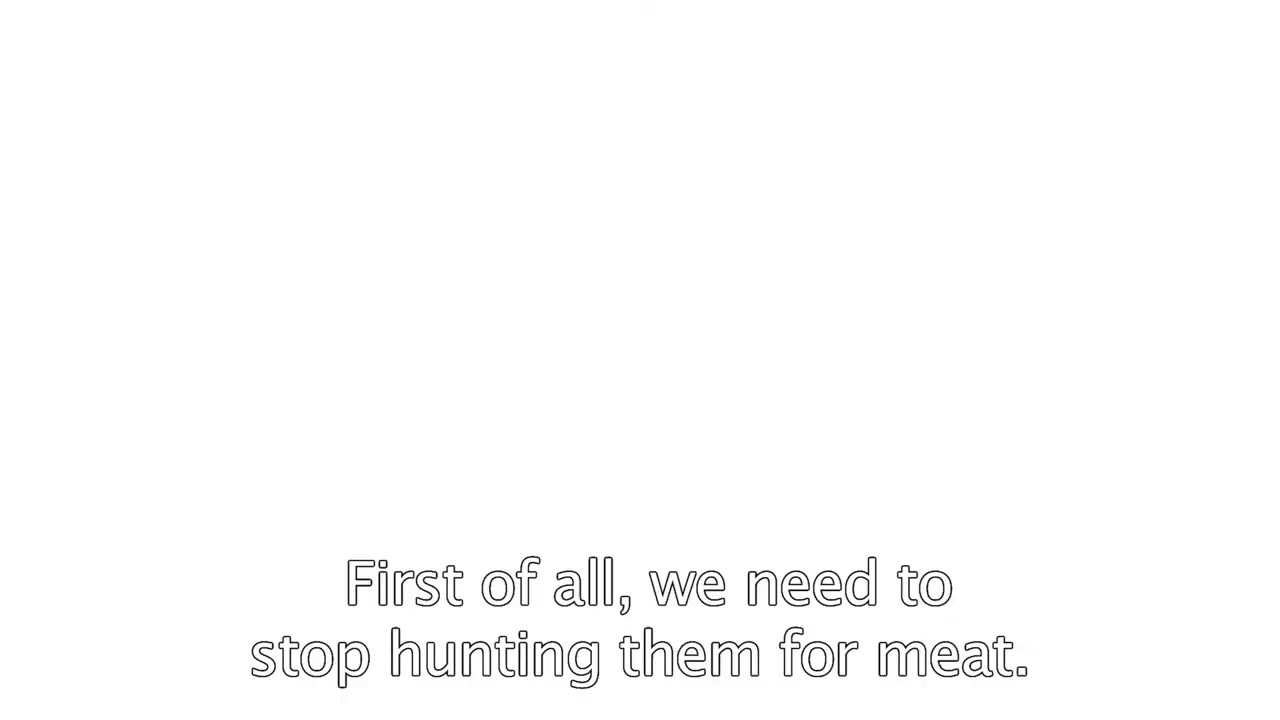 First of all, we need to
stop hunting them for meat.